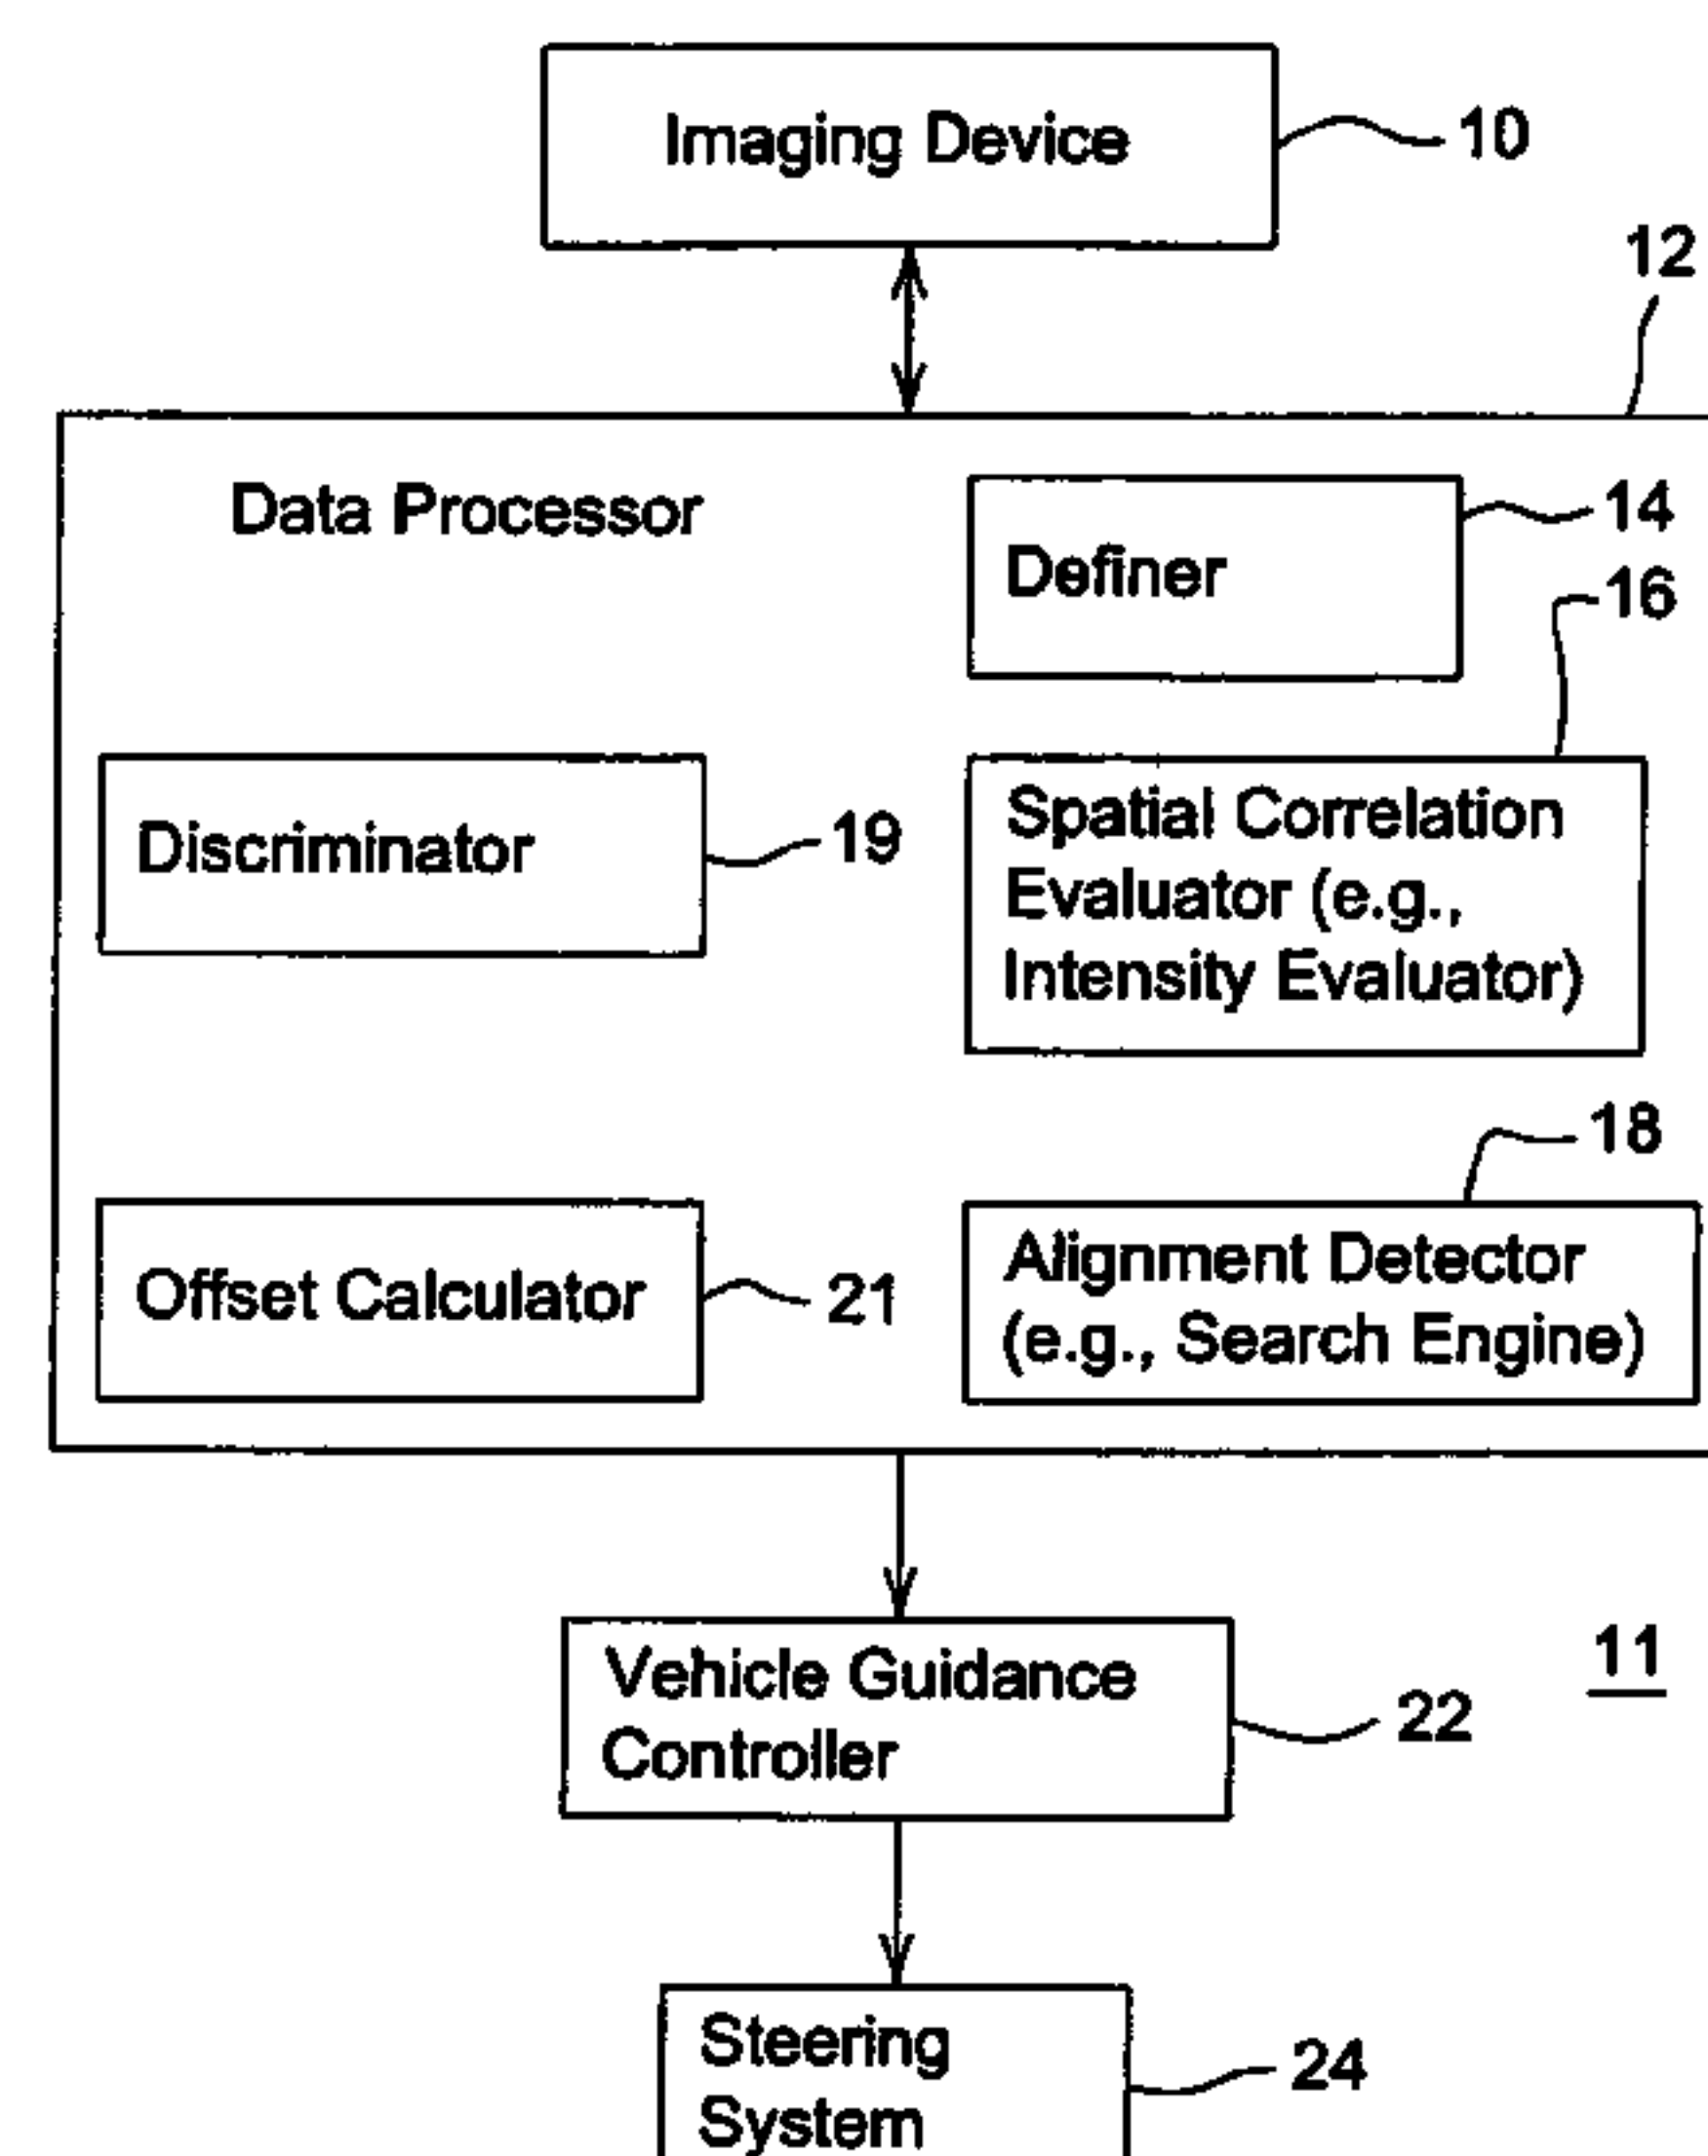 Imaging Device
10
12
Data Processor
14
Definer
16
Discriminator
19
Spatial Correlation
Evaluator (e.g.,
Intensity Evaluator)
18
Offset Calculator
21
Alignment Detector
(e.g., Search Engine)
Vehicle Guidance
Controller
22
11
Steering
System
24